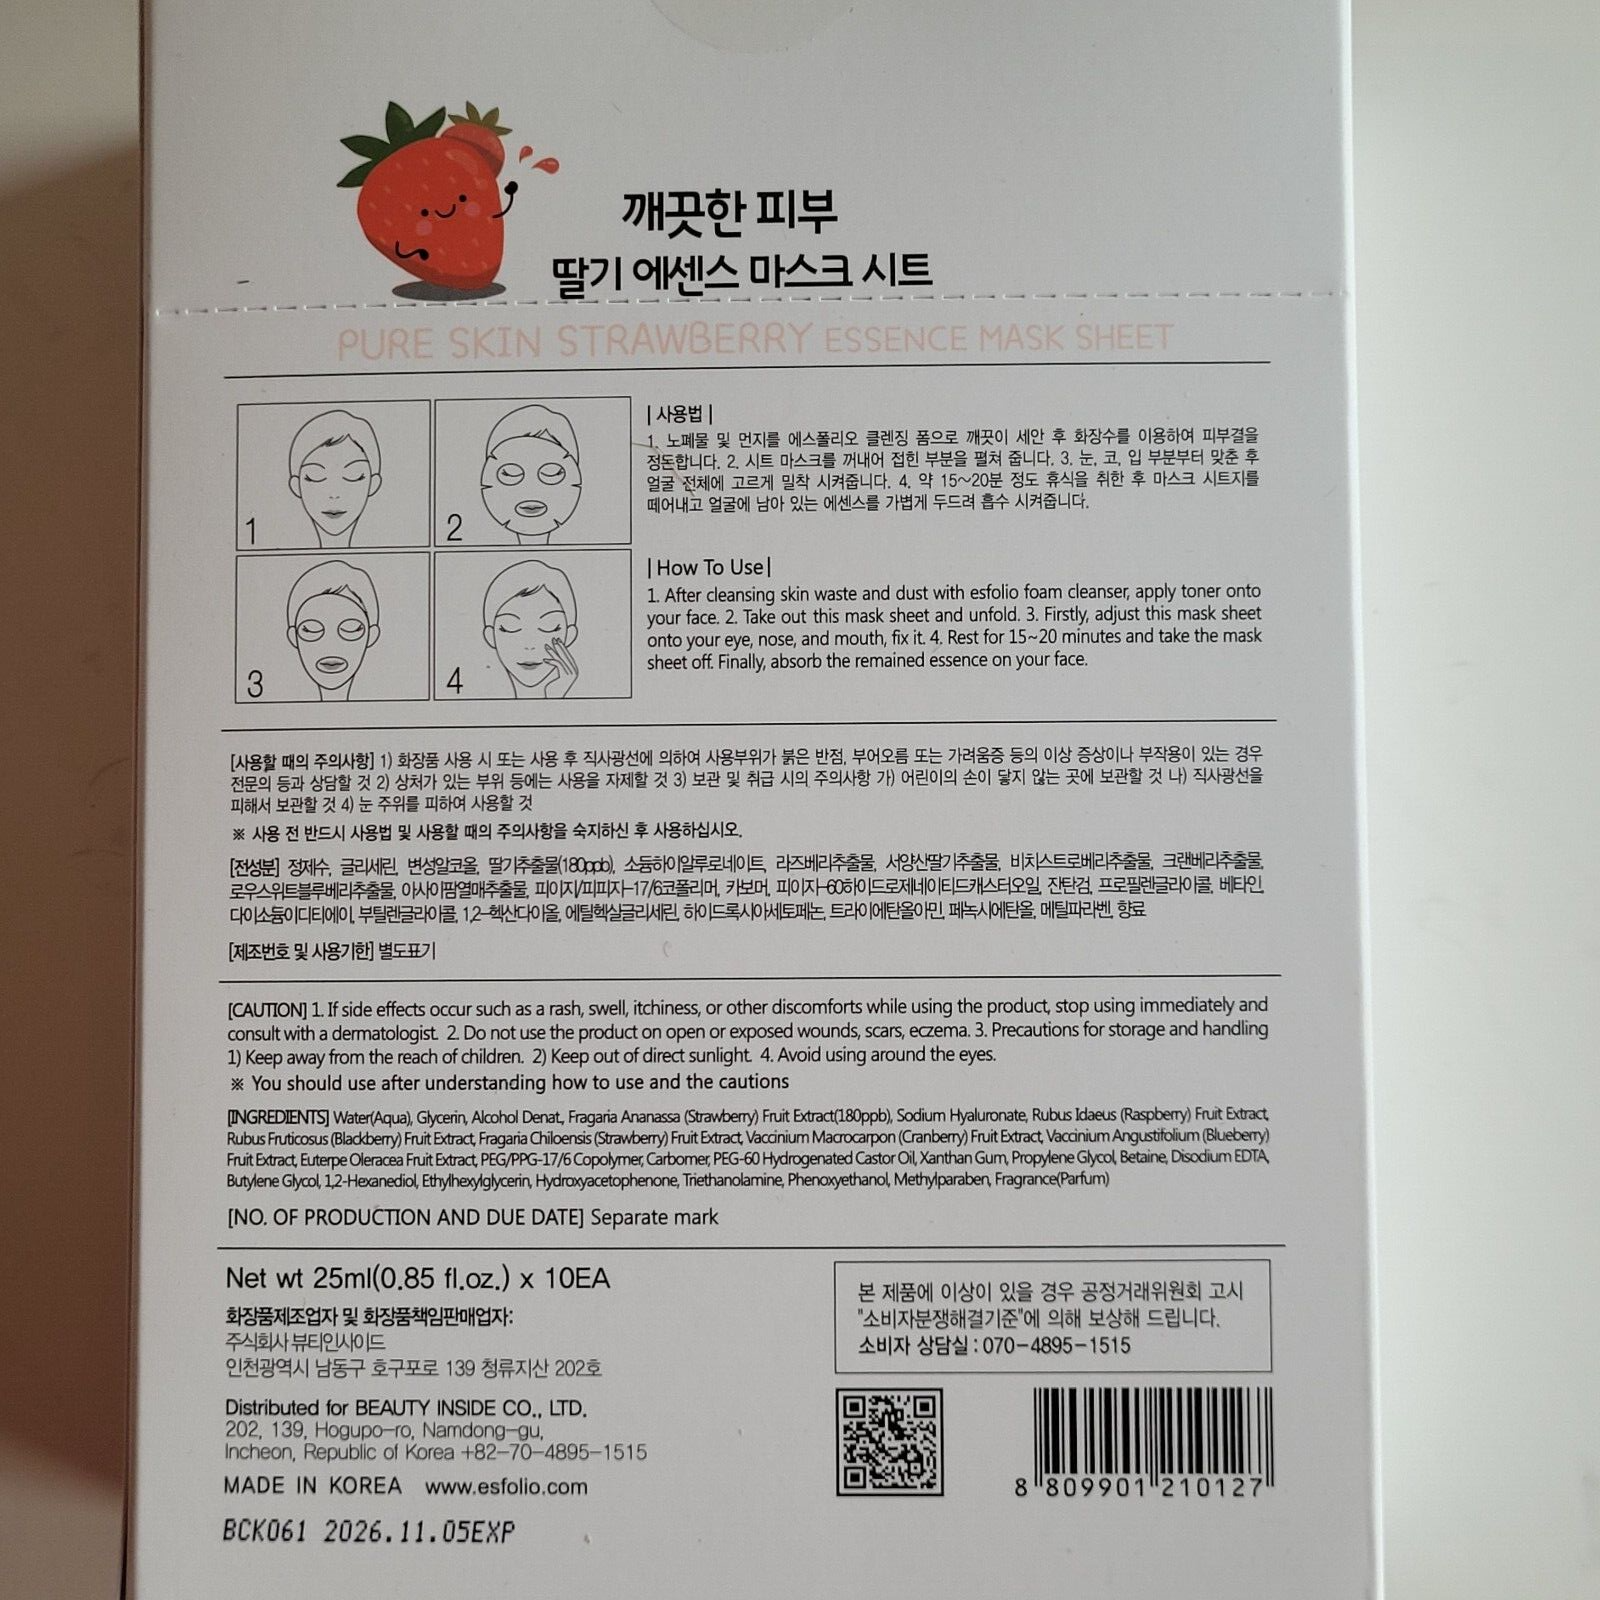 깨끗한 피부
딸기 에센스 마스크 시트
PURE SKIN STRAWBERRY ESSENCE MASK SHEET
1
2
3
4
| 사용법 |
1. 노폐물 및 먼지를 에스폴리오 클렌징 폼으로 깨끗이 세안 후 화장수를 이용하여 피부결을
정돈합니다. 2. 시트 마스크를 꺼내어 접힌 부분을 펼쳐 줍니다. 3. 눈, 코, 입 부분부터 맞춘 후
얼굴 전체에 고르게 밀착 시켜줍니다. 4. 약 15~20분 정도 휴식을 취한 후 마스크 시트지를
떼어내고 얼굴에 남아 있는 에센스를 가볍게 두드려 흡수 시켜줍니다.
|How To Use|
1. After cleansing skin waste and dust with esfolio foam cleanser, apply toner onto
your face. 2. Take out this mask sheet and unfold. 3. Firstly, adjust this mask sheet
onto your eye, nose, and mouth, fix it. 4. Rest for 15~20 minutes and take the mask
sheet off. Finally, absorb the remained essence on your face.
[사용할 때의 주의사항] 1) 화장품 사용 시 또는 사용 후 직사광선에 의하여 사용부위가 붉은 반점, 부어오름 또는 가려움증 등의 이상 증상이나 부작용이 있는 경우
전문의 등과 상담할 것 2) 상처가 있는 부위 등에는 사용을 자제할 것 3) 보관 및 취급 시의 주의사항 가) 어린이의 손이 닿지 않는 곳에 보관할 것 나) 직사광선을
피해서 보관할 것 4) 눈 주위를 피하여 사용할 것
※ 사용 전 반드시 사용법 및 사용할 때의 주의사항을 숙지하신 후 사용하십시오.
[전성분] 정제수, 글리세린, 변성알코올, 딸기추출물(180ppb), 소듐하이알루로네이트, 라즈베리추출물, 서양산딸기추출물, 비치스트로베리추출물, 크랜베리추출물,
로우스위트블루베리추출물, 아사이팜열매추출물, 피이지/피피지-17/6코폴리머, 카보머, 피이지-60하이드로제네이티드캐스터오일, 잔탄검, 프로필렌글라이콜, 베타인,
다이소듐이디티에이, 부틸렌글라이콜, 1,2-헥산다이올, 에틸헥실글리세린, 하이드록시아세토페논, 트라이에탄올아민, 페녹시에탄올, 메틸파라벤, 향료
[제조번호 및 사용기한] 별도표기
[CAUTION] 1. If side effects occur such as a rash, swell, itchiness, or other discomforts while using the product, stop using immediately and
consult with a dermatologist. 2. Do not use the product on open or exposed wounds, scars, eczema. 3. Precautions for storage and handling
1) Keep away from the reach of children. 2) Keep out of direct sunlight. 4. Avoid using around the eyes.
※ You should use after understanding how to use and the cautions
[INGREDIENTS] Water(Aqua), Glycerin, Alcohol Denat., Fragaria Ananassa (Strawberry) Fruit Extract(180ppb), Sodium Hyaluronate, Rubus Idaeus (Raspberry) Fruit Extract,
Rubus Fruticosus (Blackberry) Fruit Extract, Fragaria Chiloensis (Strawberry) Fruit Extract, Vaccinium Macrocarpon (Cranberry) Fruit Extract, Vaccinium Angustifolium (Blueberry)
Fruit Extract, Euterpe Oleracea Fruit Extract, PEG/PPG-17/6 Copolymer, Carbomer, PEG-60 Hydrogenated Castor Oil, Xanthan Gum, Propylene Glycol, Betaine, Disodium EDTA,
Butylene Glycol, 1,2-Hexanediol, Ethylhexylglycerin, Hydroxyacetophenone, Triethanolamine, Phenoxyethanol, Methylparaben, Fragrance(Parfum)
[NO. OF PRODUCTION AND DUE DATE] Separate mark
Net wt 25ml(0.85 fl.oz.) x 10EA
화장품제조업자 및 화장품책임판매업자:
주식회사 뷰티인사이드
인천광역시 남동구 호구포로 139 청류지산 202호
Distributed for BEAUTY INSIDE CO., LTD.
202, 139, Hogupo-ro, Namdong-gu,
Incheon, Republic of Korea +82-70-4895-1515
MADE IN KOREA www.esfolio.com
BCK061 2026.11.05EXP
본 제품에 이상이 있을 경우 공정거래위원회 고시
"소비자분쟁해결기준"에 의해 보상해 드립니다.
소비자 상담실 : 070-4895-1515
8 809901 210127